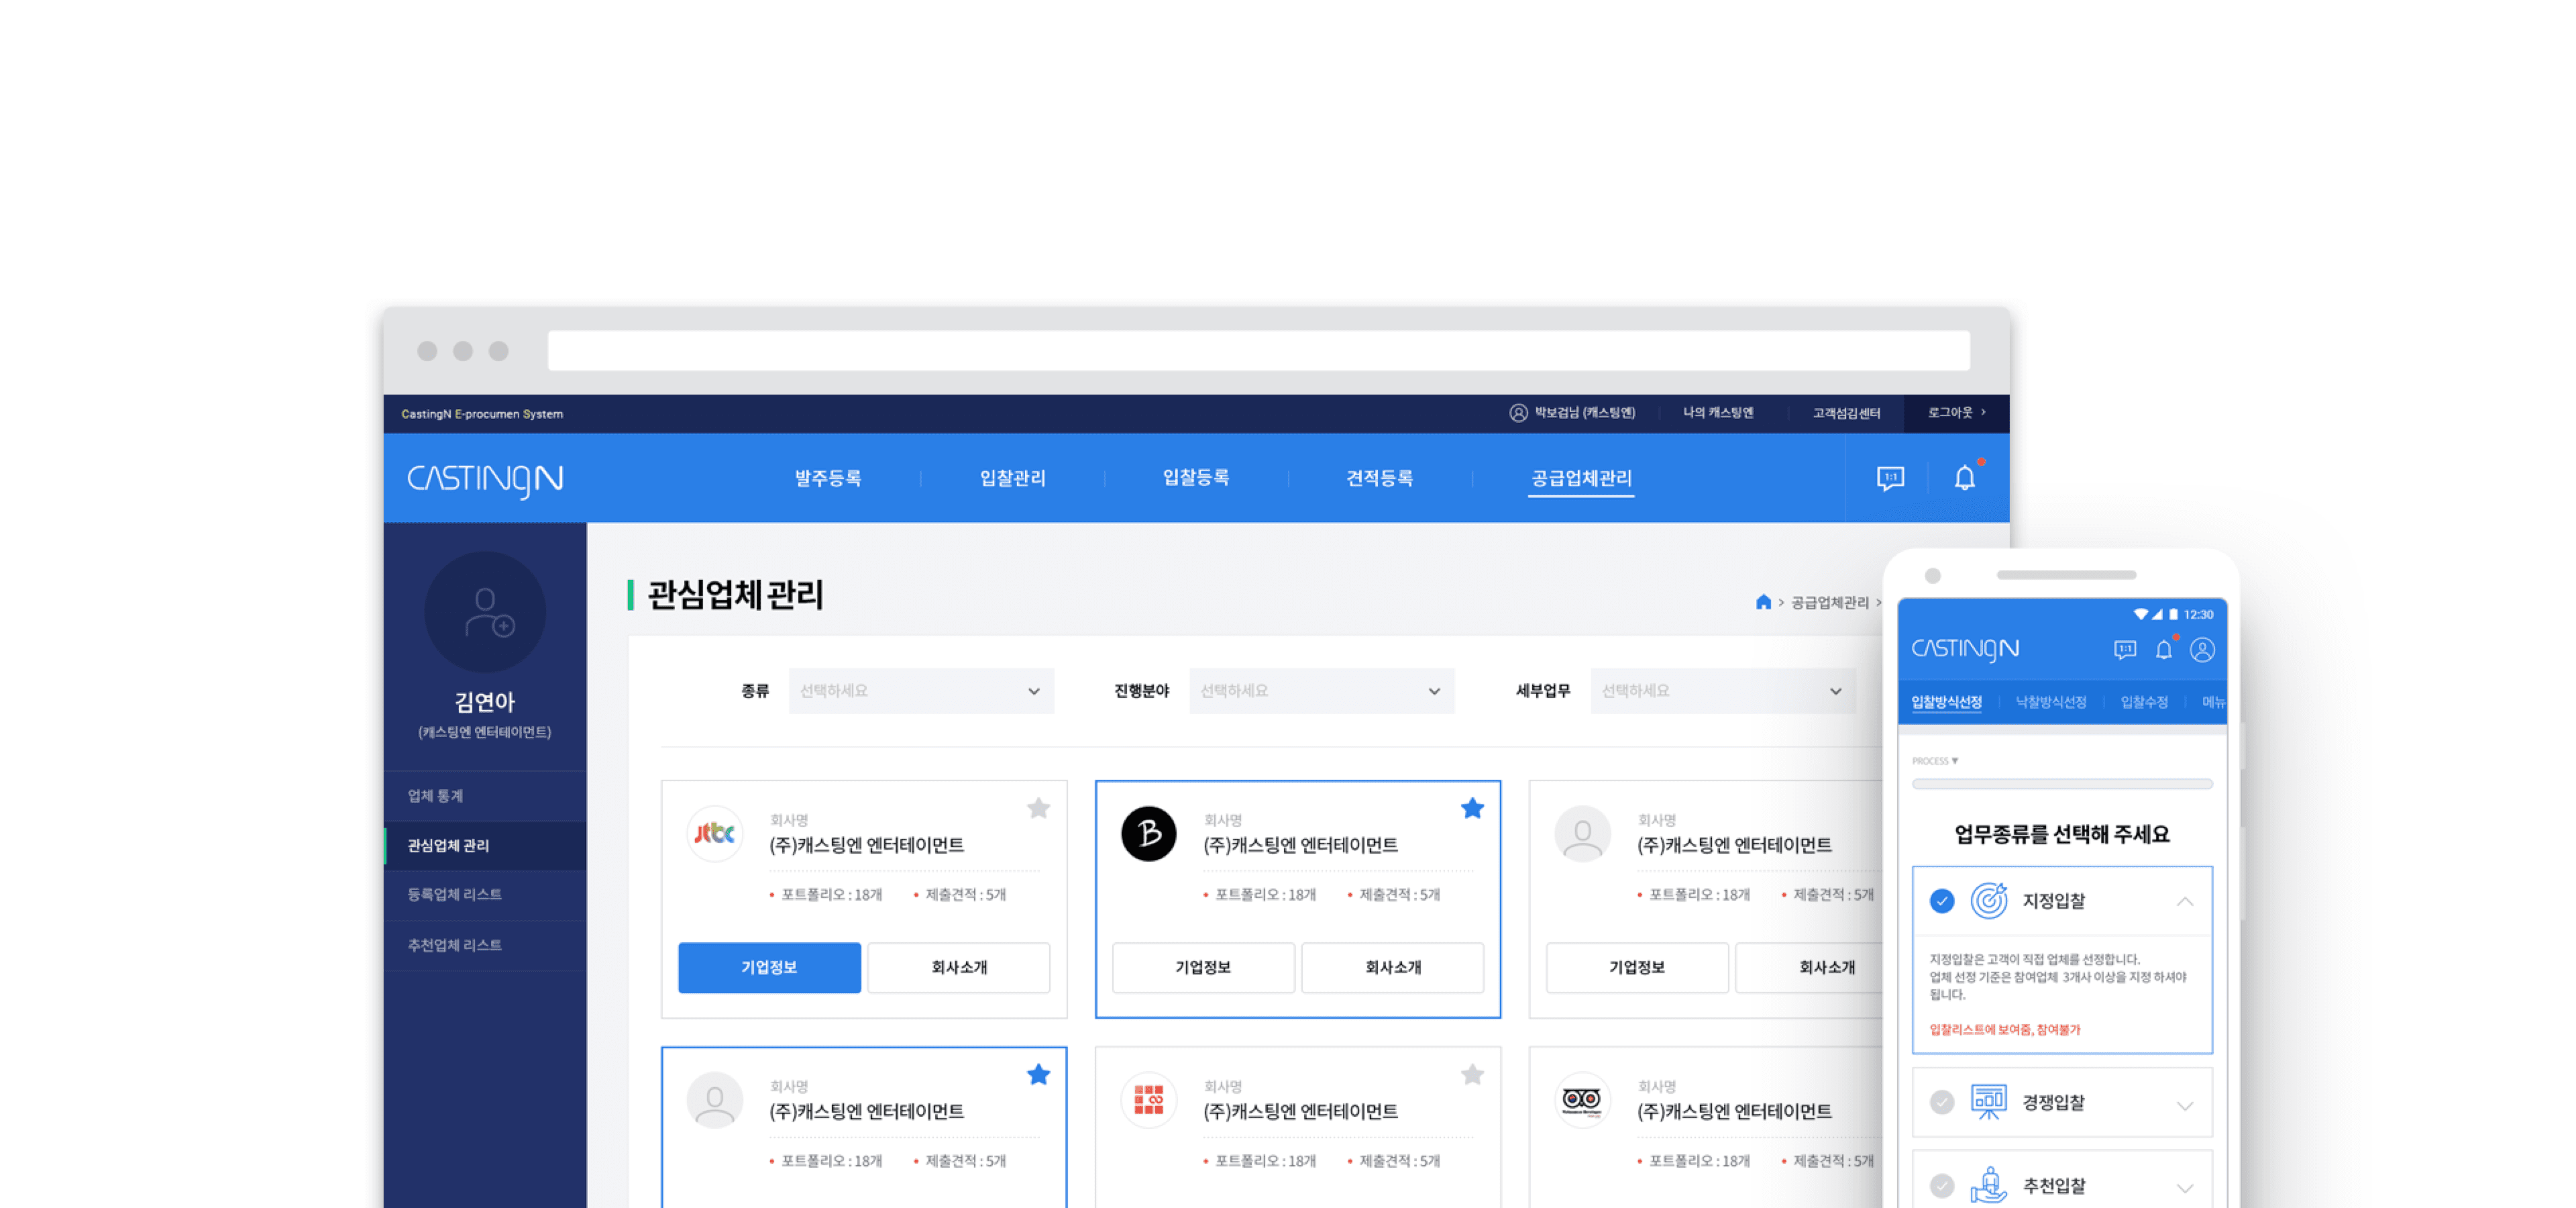 CastingN E-procumen System
박보검님 (캐스팅엔)
나의 캐스팅엔
고객섬김센터
로그아웃 >
CASTINgN
발주등록
입찰관리
입찰등록
견적등록
공급업체관리
1:1
김연아
(캐스팅엔 엔터테이먼트)
업체 통계
관심업체 관리
등록업체 리스트
추천업체 리스트
관심업체 관리
> 공급업체관리 >
종류
선택하세요
진행분야
선택하세요
세부업무
선택하세요
jtbc
회사명
(주)캐스팅엔 엔터테이먼트
• 포트폴리오 : 18개
• 제출견적 : 5개
기업정보
회사소개
B
회사명
(주)캐스팅엔 엔터테이먼트
• 포트폴리오 : 18개
• 제출견적 : 5개
기업정보
회사소개
회사명
(주)캐스팅엔 엔터테이먼트
• 포트폴리오 : 18개
• 제출견적 : 5개
기업정보
회사소개
회사명
(주)캐스팅엔 엔터테이먼트
• 포트폴리오 : 18개
• 제출견적 : 5개
회사명
(주)캐스팅엔 엔터테이먼트
• 포트폴리오 : 18개
• 제출견적 : 5개
회사명
(주)캐스팅엔 엔터테이먼트
• 포트폴리오 : 18개
• 제출견적 : 5개
12:30
CASTINgN
1:1
입찰방식선정
낙찰방식선정
입찰수정
메뉴
PROCESS ▼
업무종류를 선택해 주세요
지정입찰
지정입찰은 고객이 직접 업체를 선정합니다.
업체 선정 기준은 참여업체 3개사 이상을 지정 하셔야
됩니다.
입찰리스트에 보여줌, 참여불가
경쟁입찰
추천입찰